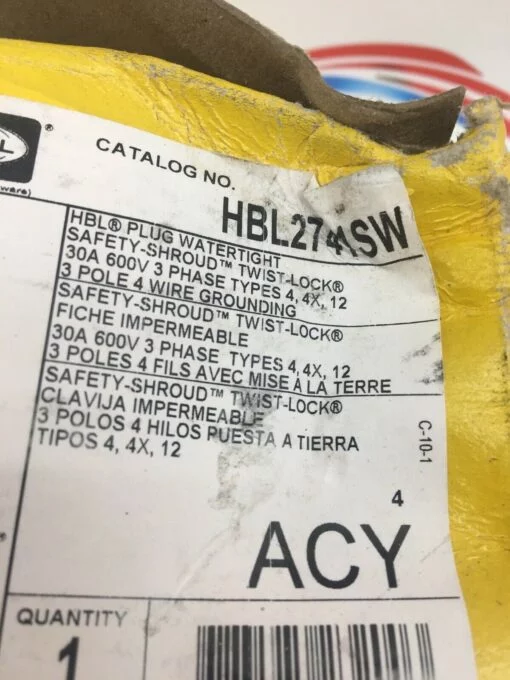 L
®
CATALOG NO.
HBL2741SW
HBL® PLUG WATERTIGHT
SAFETY-SHROUD™ TWIST-LOCK®
30A 600V 3 PHASE TYPES 4, 4X, 12
3 POLE 4 WIRE GROUNDING
SAFETY-SHROUD™ TWIST-LOCK®
FICHE IMPERMEABLE
30A 600V 3 PHASE TYPES 4, 4X, 12
3 POLES 4 FILS AVEC MISE A LA TERRE
SAFETY-SHROUD™ TWIST-LOCK®
CLAVIJA IMPERMEABLE
3 POLOS 4 HILOS PUESTA A TIERRA
TIPOS 4, 4X, 12
C-10-1
4
ACY
QUANTITY
1